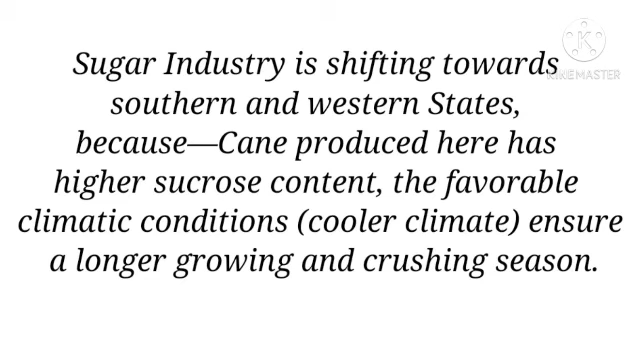 Sugar Industry is shifting towards
southern and western States,
because—Cane produced here has
higher sucrose content, the favorable
climatic conditions (cooler climate) ensure
a longer growing and crushing season.
K
KINEMASTER